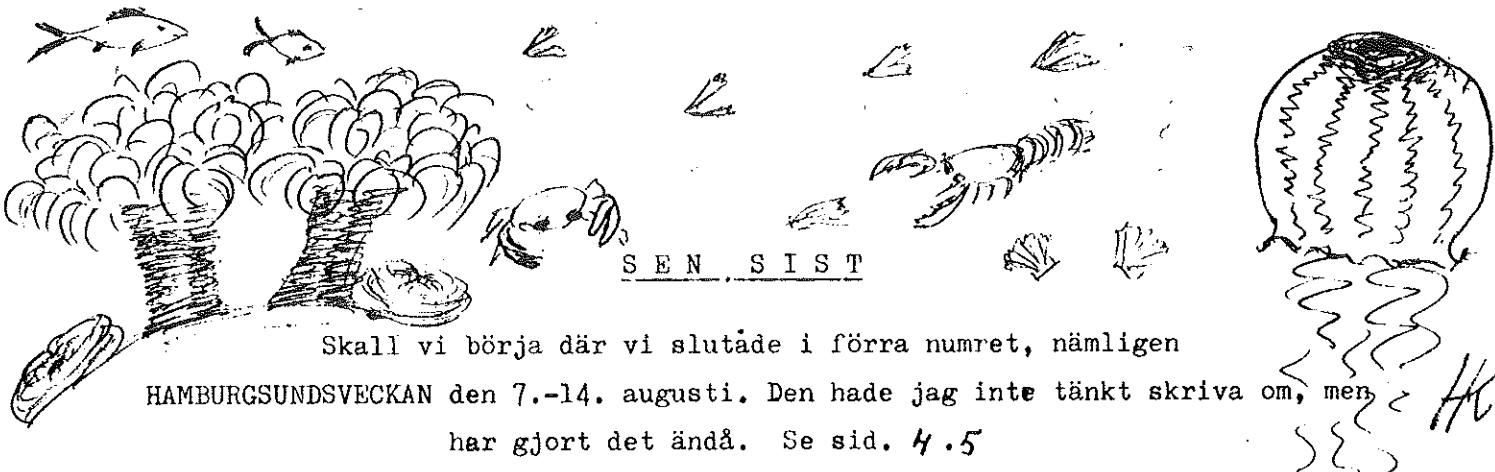 SEN SIST
Skall vi börja där vi slutade i förra numret, nämligen
HAMBURGSUNDSVECKAN den 7.-14. augusti. Den hade jag inte tänkt skriva om, men
har gjort det ändå. Se sid. 4.5
HK